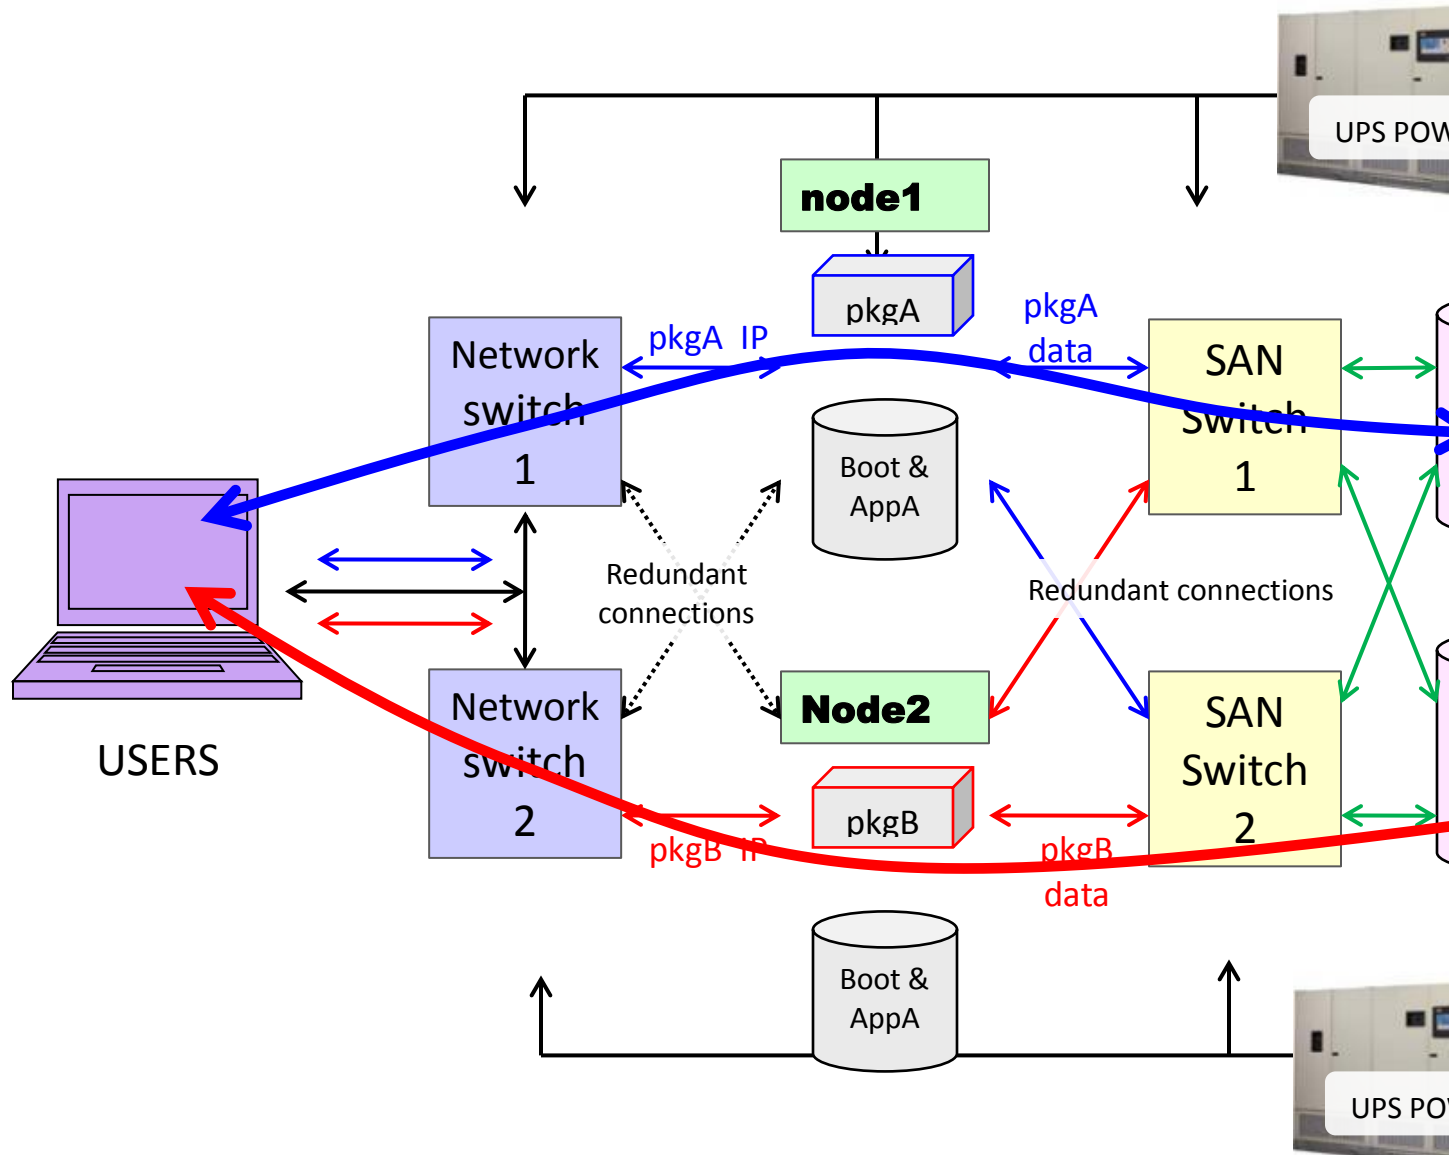 UPS POW
node1
pkgA
pkgA IP
pkgA
data
Network
switch
1
SAN
Switch
1
Boot &
AppA
Redundant
connections
Redundant connections
USERS
Network
switch
2
Node2
SAN
Switch
2
pkgB
pkgB IP
pkgB
data
Boot &
AppA
UPS POW